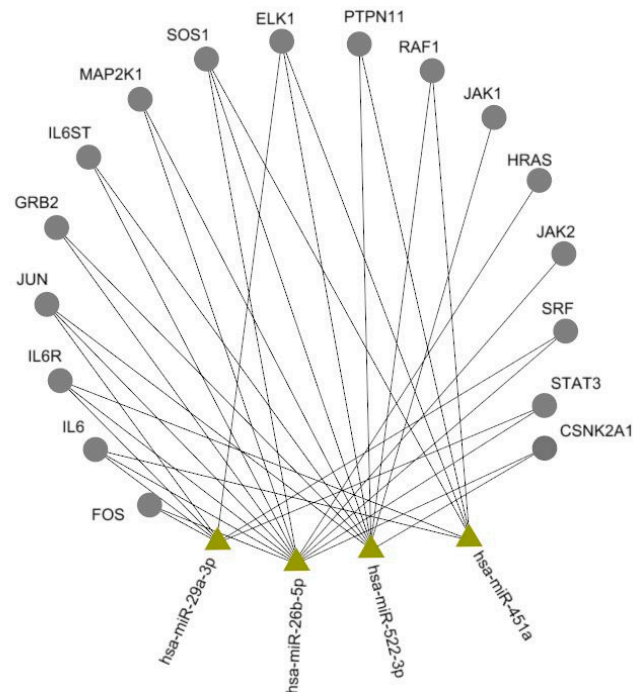 ELK1
PTPN11
SOS1
RAF1
MAP2K1
JAK1
IL6ST
HRAS
GRB2
JAK2
JUN
SRF
IL6R
STAT3
IL6
CSNK2A1
FOS
hsa-miR-29a-3p
hsa-miR-26b-5p
hsa-miR-522-3p
hsa-miR-451a